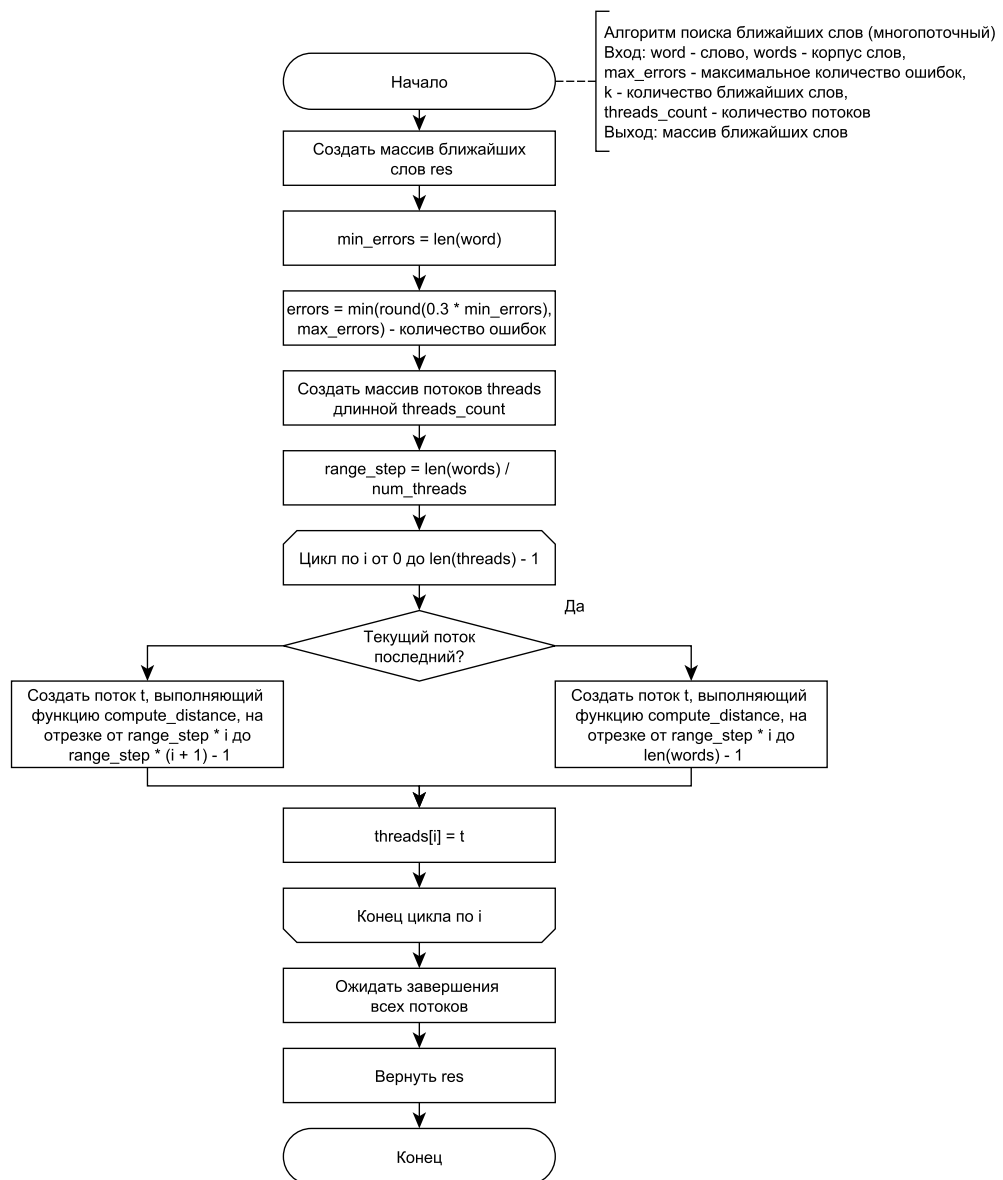 Алгоритм поиска ближайших слов (многопоточный)
Вход: word - слово, words - корпус слов,
max_errors - максимальное количество ошибок,
k - количество ближайших слов,
threads_count - количество потоков
Выход: массив ближайших слов
Начало
Создать массив ближайших
слов res
min_errors = len(word)
errors = min(round(0.3 * min_errors),
max_errors) - количество ошибок
Создать массив потоков threads
длинной threads_count
range_step = len(words) /
num_threads
Цикл по i от 0 до len(threads) - 1
Да
Текущий поток
последний?
Создать поток t, выполняющий
функцию compute_distance, на
отрезке от range_step * i до
range_step * (i + 1) - 1
Создать поток t, выполняющий
функцию compute_distance, на
отрезке от range_step * i до
len(words) - 1
threads[i] = t
Конец цикла по i
Ожидать завершения
всех потоков
Вернуть res
Конец